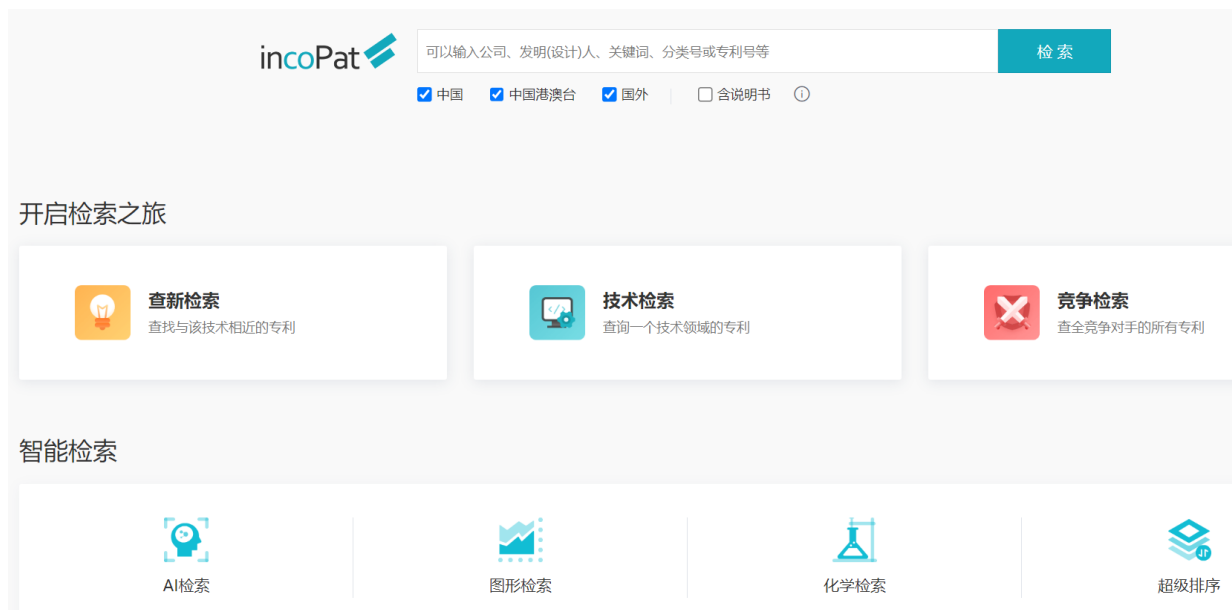 incoPat
可以输入公司、发明(设计)人、关键词、分类号或专利号等
检索
中国 中国港澳台 国外 含说明书
开启检索之旅
查新检索
查找与该技术相近的专利
技术检索
查询一个技术领域的专利
竞争检索
查全竞争对手的所有专利
智能检索
AI检索 图形检索 化学检索 超级排序